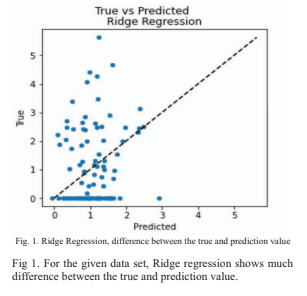 True vs Predicted
Ridge Regression
5
4
3
2
1
0
True
0 1 2 3 4 5
Predicted
Fig. 1. Ridge Regression, difference between the true and prediction value
Fig 1. For the given data set, Ridge regression shows much
difference between the true and prediction value.